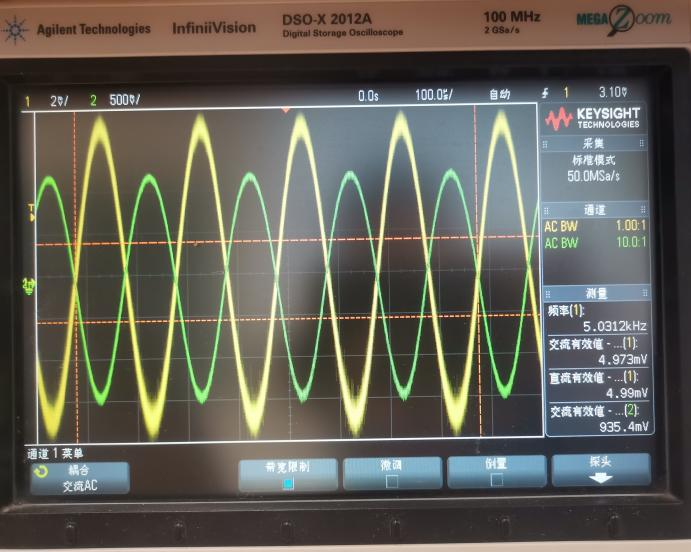 Agilent Technologies
InfiniiVision
DSO-X 2012A
Digital Storage Oscilloscope
100 MHz
2 GSa/s
MEGA Zoom
1 2♉/ 2 500♉/ 0.0s 100.0♉/ 自动 1 3.10♉
KEYSIGHT
TECHNOLOGIES
采集
标准模式
50.0MSa/s
通道
AC BW 1.00:1
AC BW 10.0:1
测量
频率(1):
5.0312kHz
交流有效值 - ...(1):
4.973mV
直流有效值 - ...(1):
4.99mV
交流有效值 - ...(2):
935.4mV
通道 1 菜单
耦合
交流AC
带宽限制
微调
倒置
探头